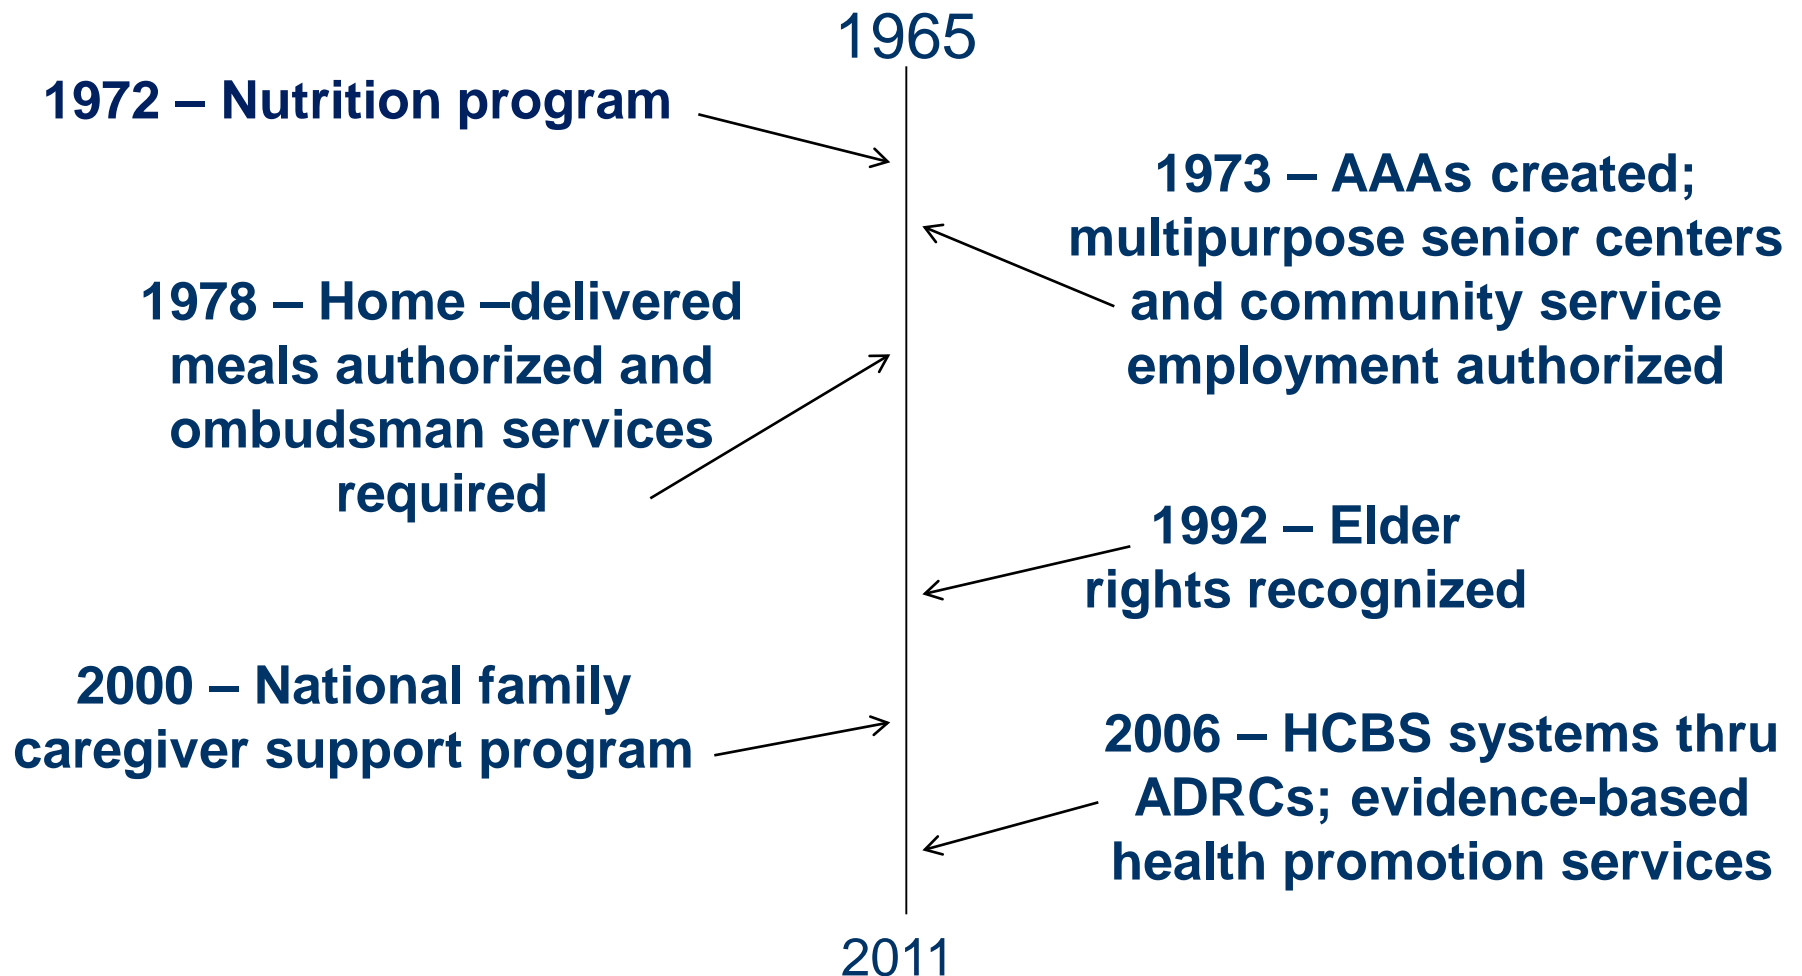 1965
1972 – Nutrition program
1973 – AAAs created;
multipurpose senior centers
and community service
employment authorized
1978 – Home –delivered
meals authorized and
ombudsman services
required
1992 – Elder
rights recognized
2000 – National family
caregiver support program
2006 – HCBS systems thru
ADRCs; evidence-based
health promotion services
2011